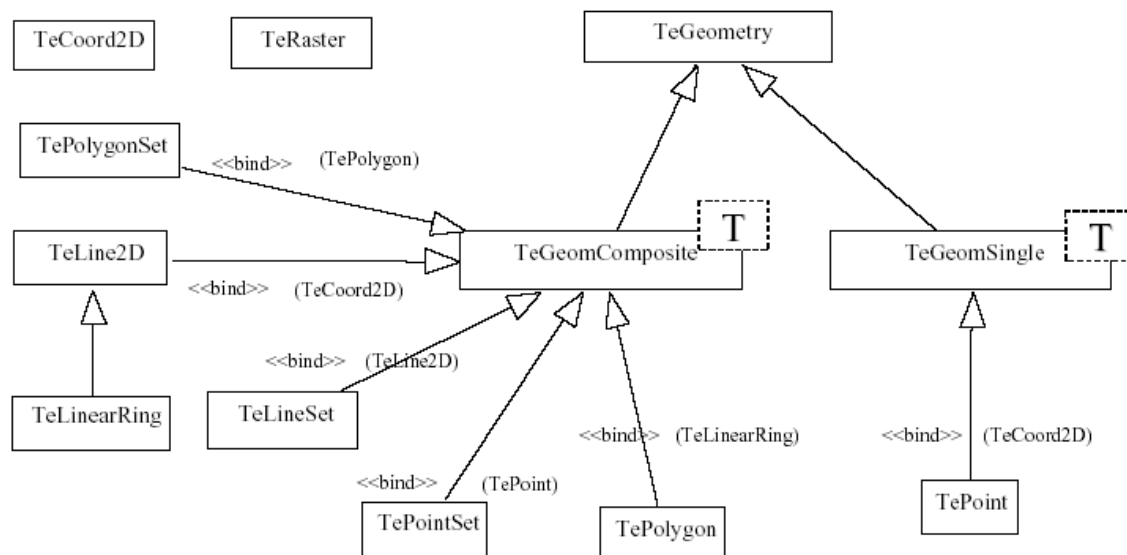 TeCoord2D
TeRaster
TeGeometry
TePolygonSet
<<bind>> (TePolygon)
T
T
TeLine2D
TeGeomComposite
TeGeomSingle
<<bind>> (TeCoord2D)
<<bind>> (TeLine2D)
TeLinearRing
TeLineSet
<<bind>> (TeLinearRing)
<<bind>> (TeCoord2D)
<<bind>> (TePoint)
TePoint
TePointSet
TePolygon